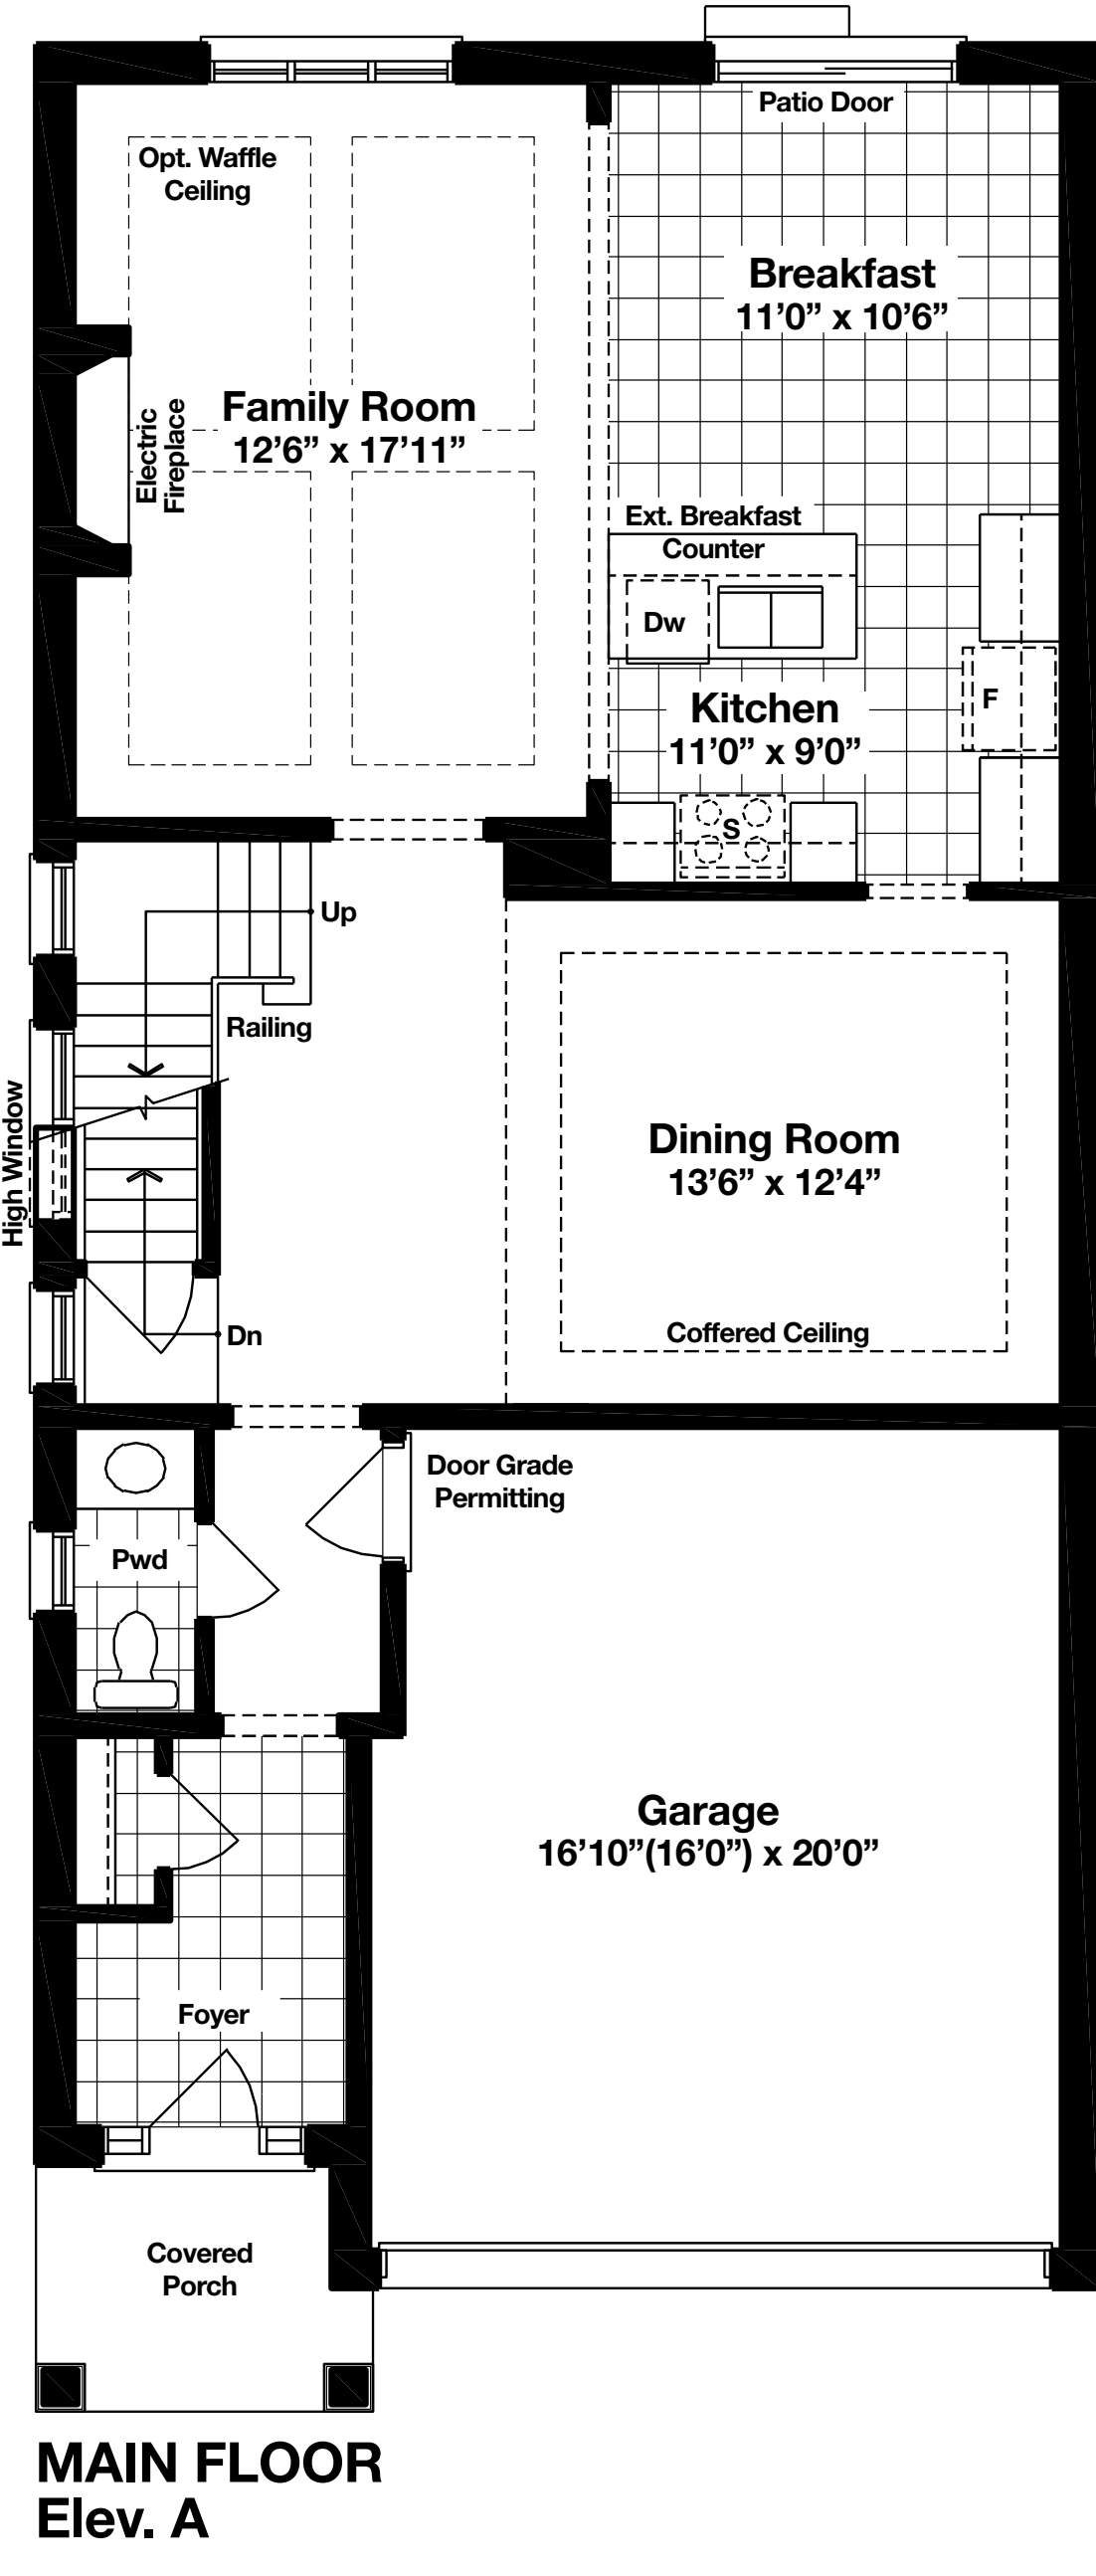 Patio Door
Opt. Waffle
Ceiling
Breakfast
11’0” x 10’6”
Family Room
12’6” x 17’11”
Electric
Fireplace
Ext. Breakfast
Counter
Dw
F
Kitchen
11’0” x 9’0”
S
Up
Railing
High Window
Dining Room
13’6” x 12’4”
Coffered Ceiling
Dn
Door Grade
Permitting
Pwd
Garage
16’10”(16’0”) x 20’0”
Foyer
Covered
Porch
MAIN FLOOR
Elev. A